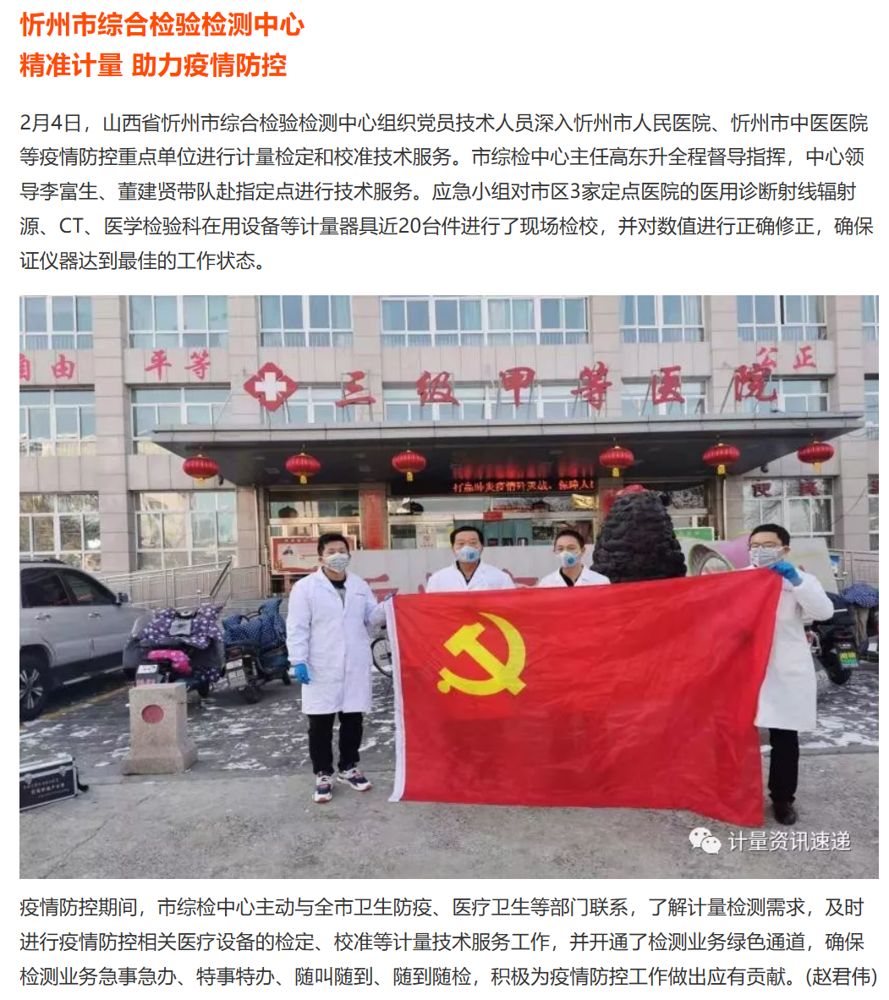 忻州市综合检验检测中心
精准计量 助力疫情防控
2月4日，山西省忻州市综合检验检测中心组织党员技术人员深入忻州市人民医院、忻州市中医医院
等疫情防控重点单位进行计量检定和校准技术服务。市综检中心主任高东升全程督导指挥，中心领
导李富生、董建贤带队赴指定点进行技术服务。应急小组对市区3家定点医院的医用诊断射线辐射
源、CT、医学检验科在用设备等计量器具近20台件进行了现场检校，并对数值进行正确修正，确保
证仪器达到最佳的工作状态。
自由 平等 公正
三级甲等医院
计量资讯速递
疫情防控期间，市综检中心主动与全市卫生防疫、医疗卫生等部门联系，了解计量检测需求，及时
进行疫情防控相关医疗设备的检定、校准等计量技术服务工作，并开通了检测业务绿色通道，确保
检测业务急事急办、特事特办、随叫随到、随到随检，积极为疫情防控工作做出应有贡献。(赵君伟)